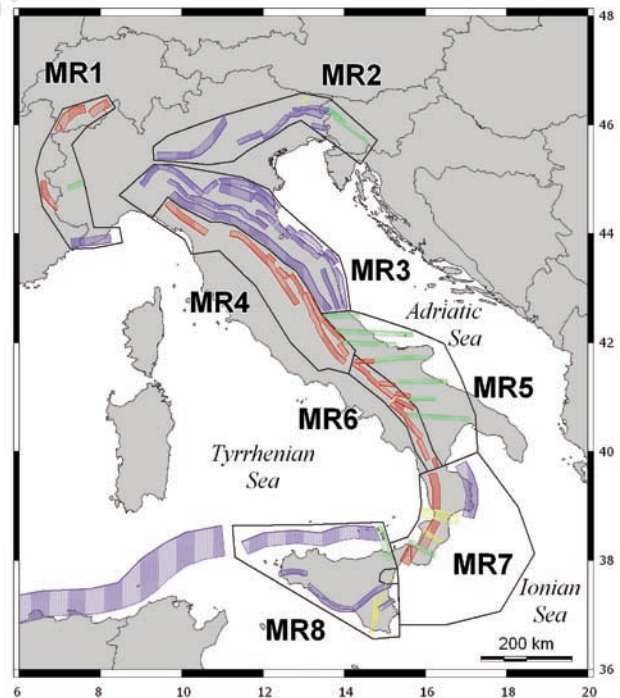 48
MR1
MR2
46
44
MR3
MR4
Adriatic
Sea
42
MR5
MR6
40
Tyrrhenian
Sea
38
MR7
Ionian
Sea
MR8
200 km
36
6
8
10
12
14
16
18
20